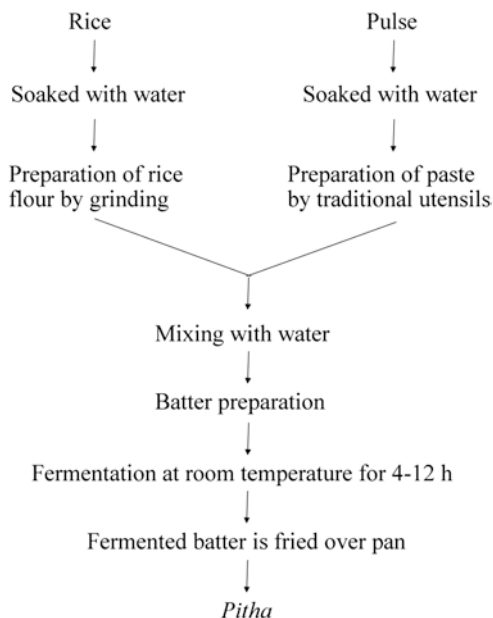 Rice
Soaked with water
Preparation of rice
flour by grinding
Pulse
Soaked with water
Preparation of paste
by traditional utensils
Mixing with water
Batter preparation
Fermentation at room temperature for 4-12 h
Fermented batter is fried over pan
Pitha